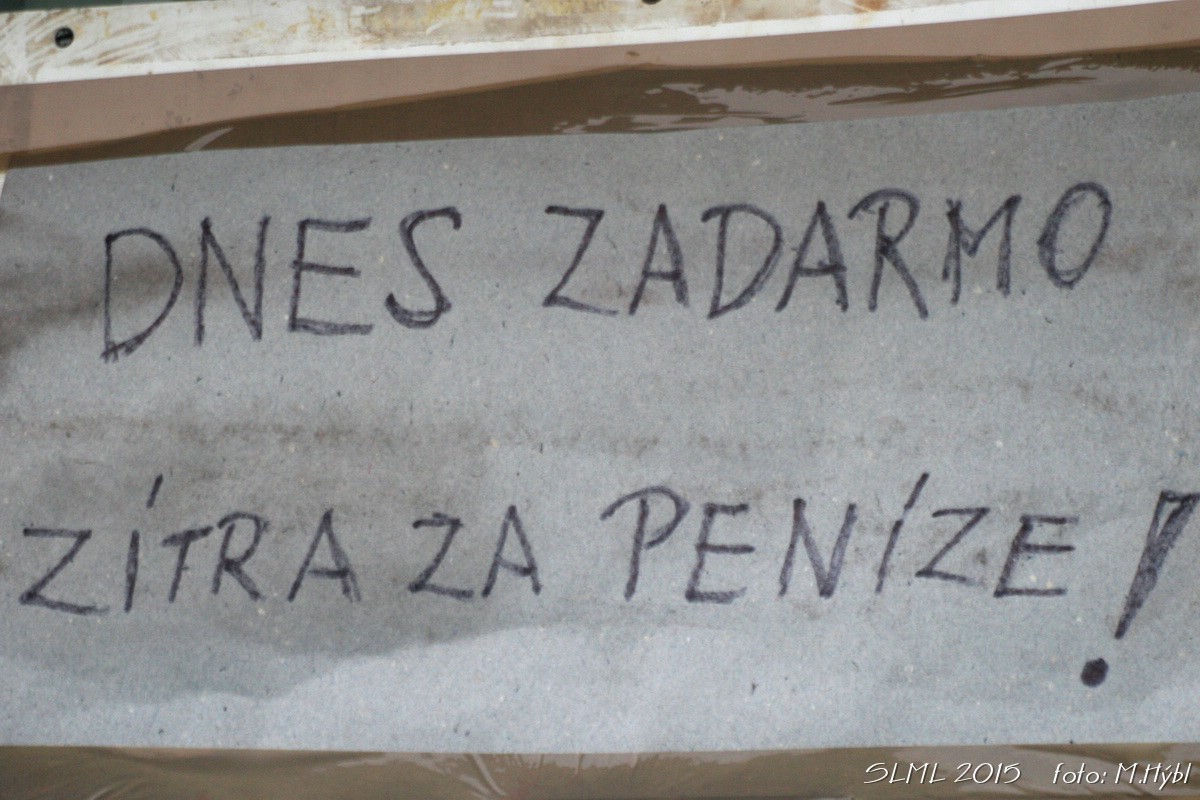 DNES ZADARMO
ZÍTRA ZA PENÍZE!
SLML 2015 foto: M.Hýbl